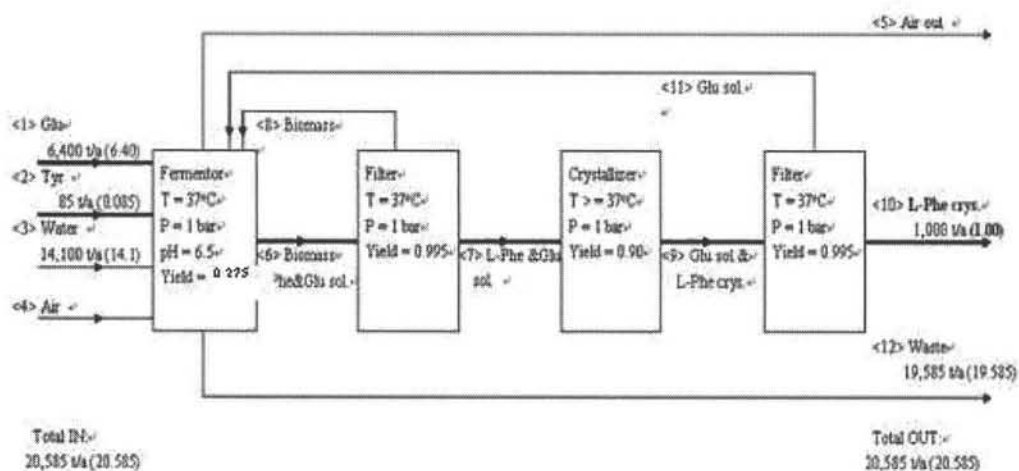 <5> Air out
<11> Glu sol.
<1> Glu
6,400 t/a (6.40)
<2> Tyr
85 t/a (0.085)
<3> Water
14,100 t/a (14.1)
<4> Air
<8> Biomass
Fermentor
T = 37°C
P = 1 bar
pH = 6.5
Yield = 0.275
<6> Biomass
Phe&Glu sol.
Filter
T = 37°C
P = 1 bar
Yield = 0.995
<7> L-Phe &Glu
sol.
Crystallizer
T >= 37°C
P = 1 bar
Yield = 0.90
<9> Glu sol &
L-Phe crys.
Filter
T = 37°C
P = 1 bar
Yield = 0.995
<10> L-Phe crys.
1,000 t/a (1.00)
<12> Waste
19,585 t/a (19.585)
Total IN:
20,585 t/a (20.585)
Total OUT:
20,585 t/a (20.585)